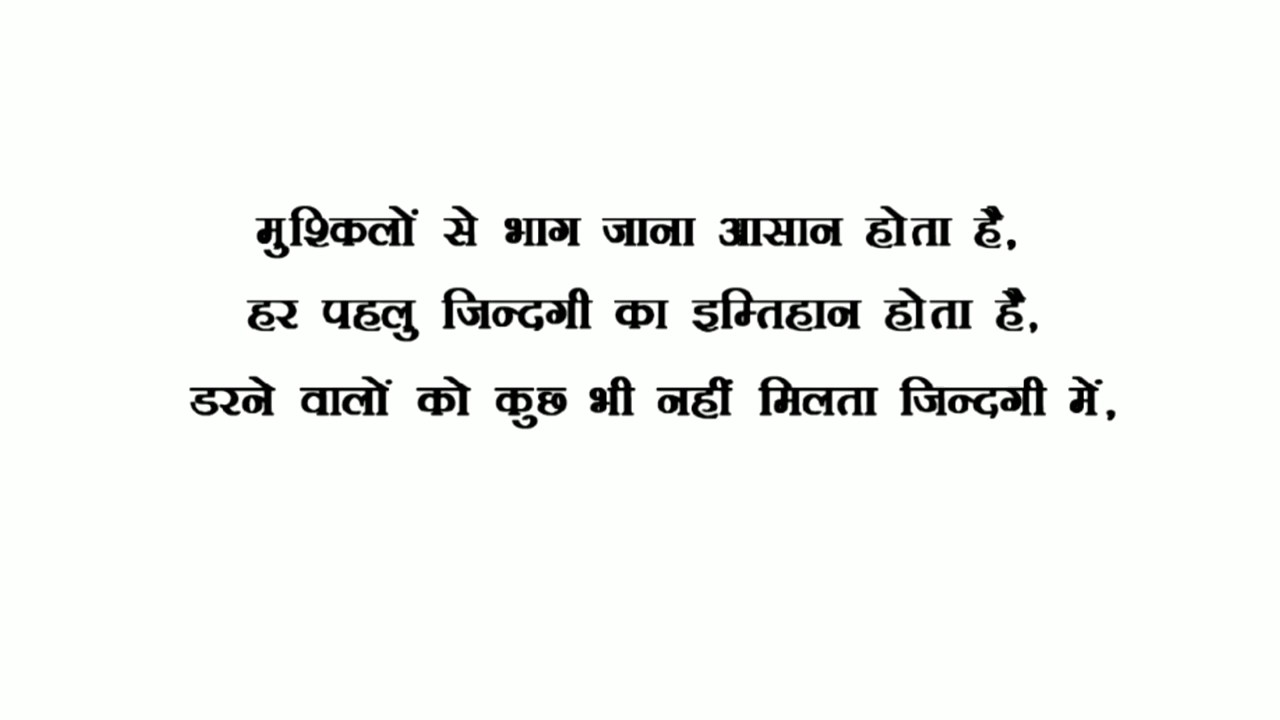 मुश्किलों से भाग जाना आसान होता है,
हर पहलु जिन्दगी का इम्तिहान होता है,
डरने वालों को कुछ भी नहीं मिलता जिन्दगी में,